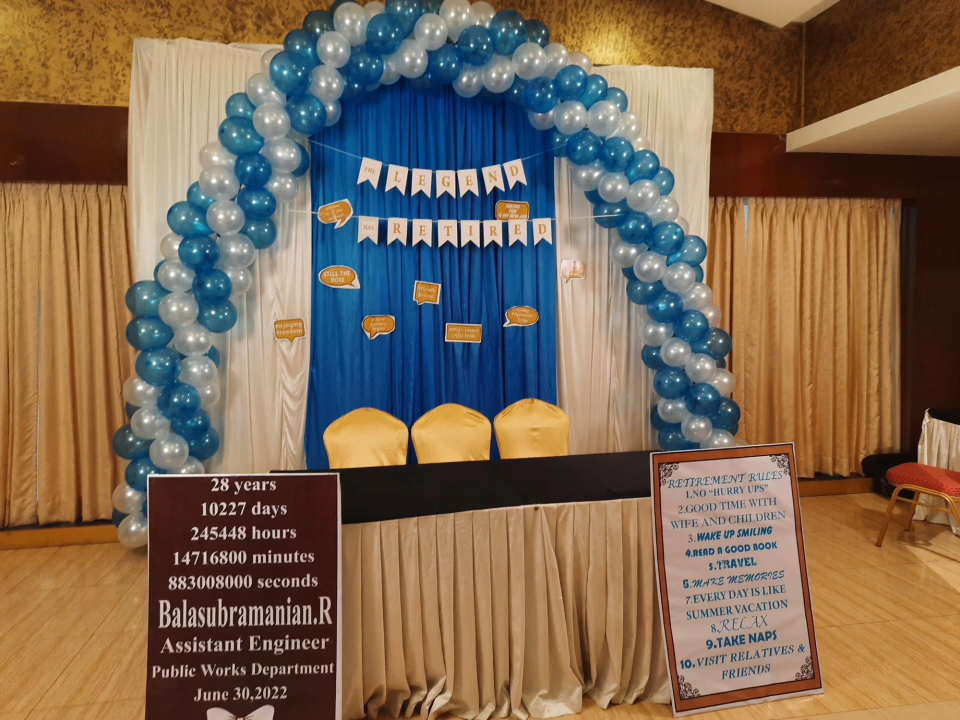 THE LEGEND
HAS RETIRED
STILL THE
BOSS
enjoying
freedom
28 years
10227 days
245448 hours
14716800 minutes
883008000 seconds
Balasubramanian.R
Assistant Engineer
Public Works Department
June 30,2022
RETIREMENT RULES
1.NO "HURRY UPS"
2.GOOD TIME WITH
WIFE AND CHILDREN
3.WAKE UP SMILING
4.READ A GOOD BOOK
5.TRAVEL
6.MAKE MEMORIES
7.EVERY DAY IS LIKE
SUMMER VACATION
8.RELAX
9.TAKE NAPS
10.VISIT RELATIVES &
FRIENDS